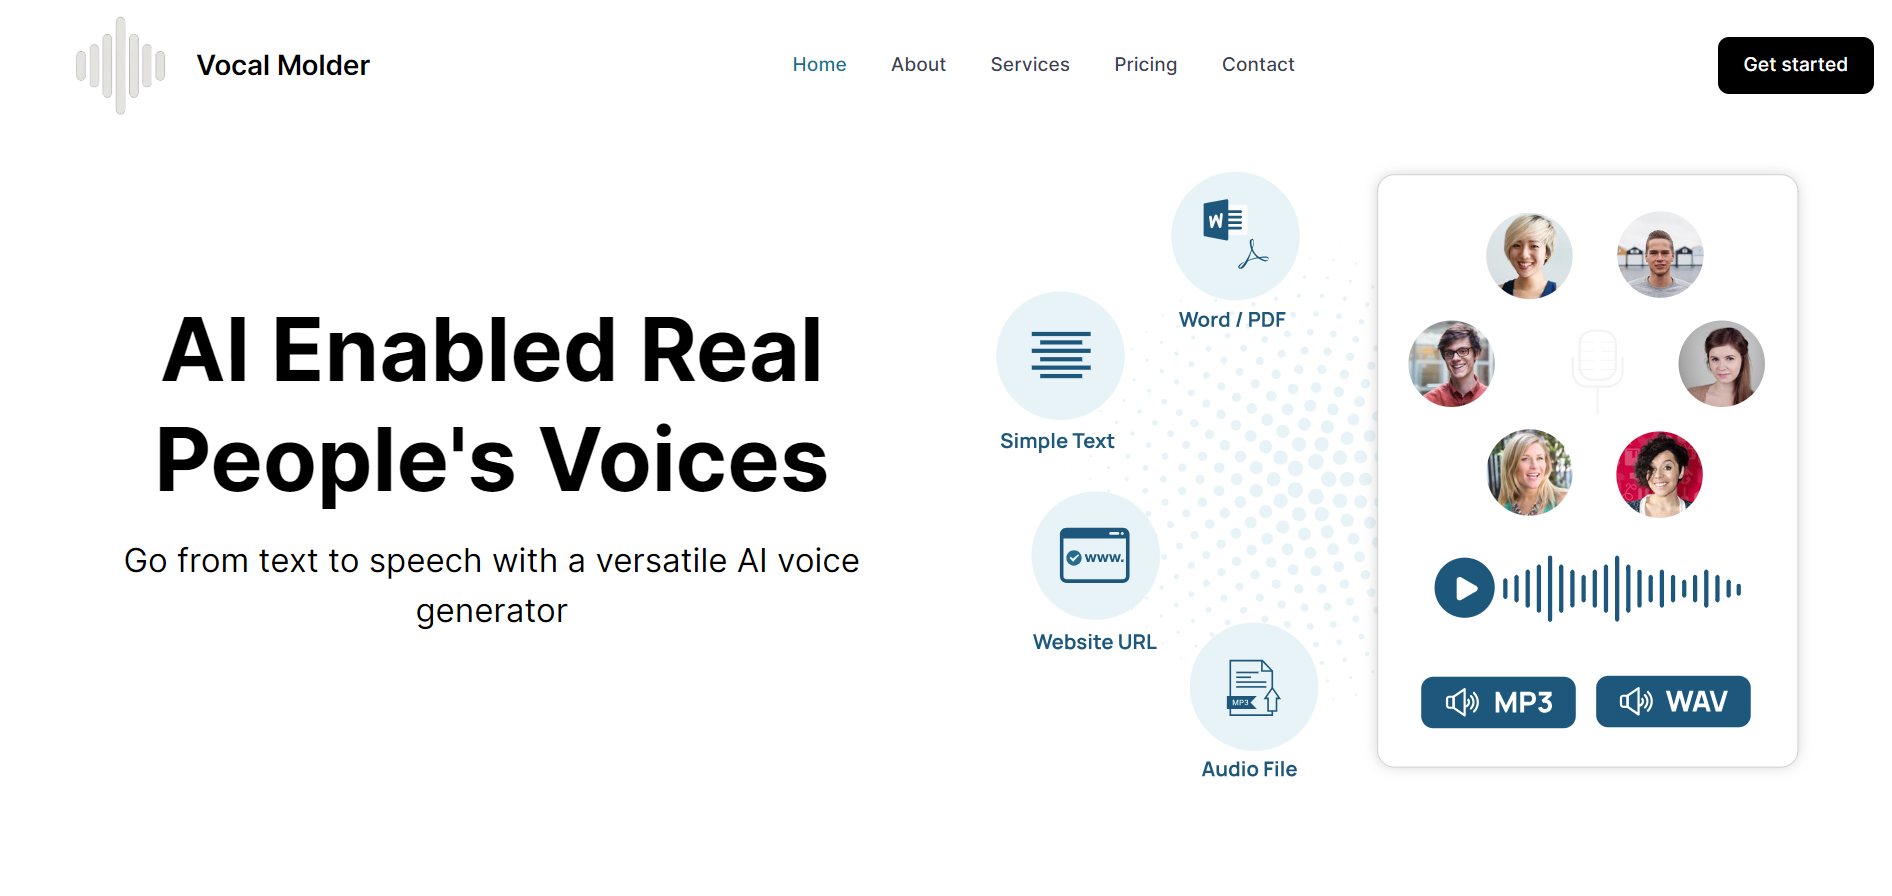 Vocal Molder
Home
About
Services
Pricing
Contact
Get started
AI Enabled Real
People's Voices
Go from text to speech with a versatile AI voice
generator
W
Word / PDF
Simple Text
www.
Website URL
MP3
Audio File
MP3
WAV